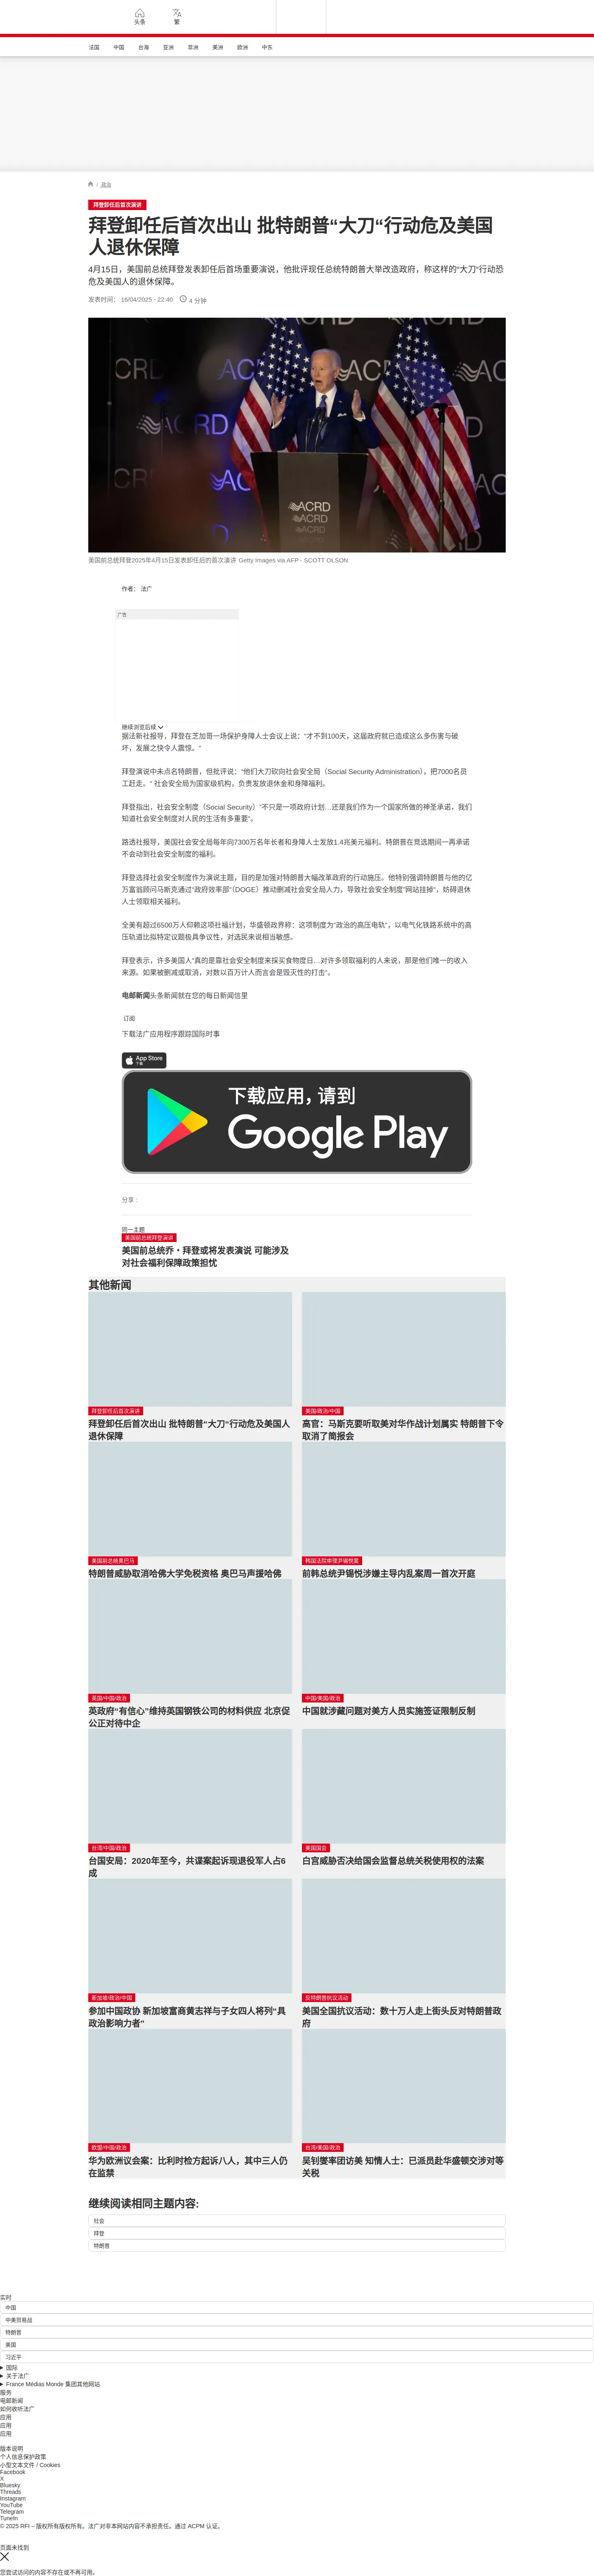 头条
繁
法国
中国
台海
亚洲
非洲
美洲
欧洲
中东
/ 政治
拜登卸任后首次演讲
拜登卸任后首次出山 批特朗普“大刀“行动危及美国
人退休保障
4月15日，美国前总统拜登发表卸任后首场重要演说，他批评现任总统特朗普大举改造政府，称这样的“大刀“行动恐
危及美国人的退休保障。
发表时间： 16/04/2025 - 22:40
4 分钟
ACRD
ACRD
ACRD
ACRD
美国前总统拜登2025年4月15日发表卸任后的首次演讲 Getty Images via AFP - SCOTT OLSON
作者： 法广
广告
继续浏览后续
据法新社报导，拜登在芝加哥一场保护身障人士会议上说：“才不到100天，这届政府就已造成这么多伤害与破
坏，发展之快令人震惊。”
拜登演说中未点名特朗普，但批评说：“他们大刀砍向社会安全局（Social Security Administration），把7000名员
工赶走。“ 社会安全局为国家级机构，负责发放退休金和身障福利。
拜登指出，社会安全制度（Social Security）“不只是一项政府计划…还是我们作为一个国家所做的神圣承诺，我们
知道社会安全制度对人民的生活有多重要“。
路透社报导，美国社会安全局每年向7300万名年长者和身障人士发放1.4兆美元福利。特朗普在竞选期间一再承诺
不会动到社会安全制度的福利。
拜登选择社会安全制度作为演说主题，目的是加强对特朗普大幅改革政府的行动施压。他特别强调特朗普与他的亿
万富翁顾问马斯克通过“政府效率部“（DOGE）推动删减社会安全局人力，导致社会安全制度“网站挂掉“，妨碍退休
人士领取相关福利。
全美有超过6500万人仰赖这项社福计划，华盛顿政界称：这项制度为“政治的高压电轨“，以电气化铁路系统中的高
压轨道比拟特定议题极具争议性，对选民来说相当敏感。
拜登表示，许多美国人“真的是靠社会安全制度来採买食物度日…对许多领取福利的人来说，那是他们唯一的收入
来源。如果被删减或取消，对数以百万计人而言会是毁灭性的打击“。
电邮新闻头条新闻就在您的每日新闻信里
订阅
下载法广应用程序跟踪国际时事
App Store
下载
下载应用，请到
Google Play
分享 :
同一主题
美国前总统拜登演讲
美国前总统乔・拜登或将发表演说 可能涉及
对社会福利保障政策担忧
其他新闻
拜登卸任后首次演讲
拜登卸任后首次出山 批特朗普“大刀“行动危及美国人
退休保障
美国/政治/中国
高官：马斯克要听取美对华作战计划属实 特朗普下令
取消了简报会
美国前总统奥巴马
特朗普威胁取消哈佛大学免税资格 奥巴马声援哈佛
韩国法院审理尹锡悦案
前韩总统尹锡悦涉嫌主导内乱案周一首次开庭
英国/中国/政治
英政府“有信心”维持英国钢铁公司的材料供应 北京促
公正对待中企
中国/美国/政治
中国就涉藏问题对美方人员实施签证限制反制
台湾/中国/政治
台国安局：2020年至今，共谍案起诉现退役军人占6
成
美国国会
白宫威胁否决给国会监督总统关税使用权的法案
新加坡/政治/中国
参加中国政协 新加坡富商黄志祥与子女四人将列“具
政治影响力者”
反特朗普抗议活动
美国全国抗议活动：数十万人走上街头反对特朗普政
府
欧盟/中国/政治
华为欧洲议会案：比利时检方起诉八人，其中三人仍
在监禁
台湾/美国/政治
吴钊燮率团访美 知情人士：已派员赴华盛顿交涉对等
关税
继续阅读相同主题内容:
社会
拜登
特朗普
实时
中国
中美贸易战
特朗普
美国
习近平
国际
关于法广
France Médias Monde 集团其他网站
服务
电邮新闻
如何收听法广
应用
应用
应用
版本说明
个人信息保护政策
小型文本文件 / Cookies
Facebook
X
Bluesky
Threads
Instagram
YouTube
Telegram
TuneIn
© 2025 RFI – 版权所有版权所有。法广对非本网站内容不承担责任。通过 ACPM 认证。
页面未找到
您尝试访问的内容不存在或不再可用。